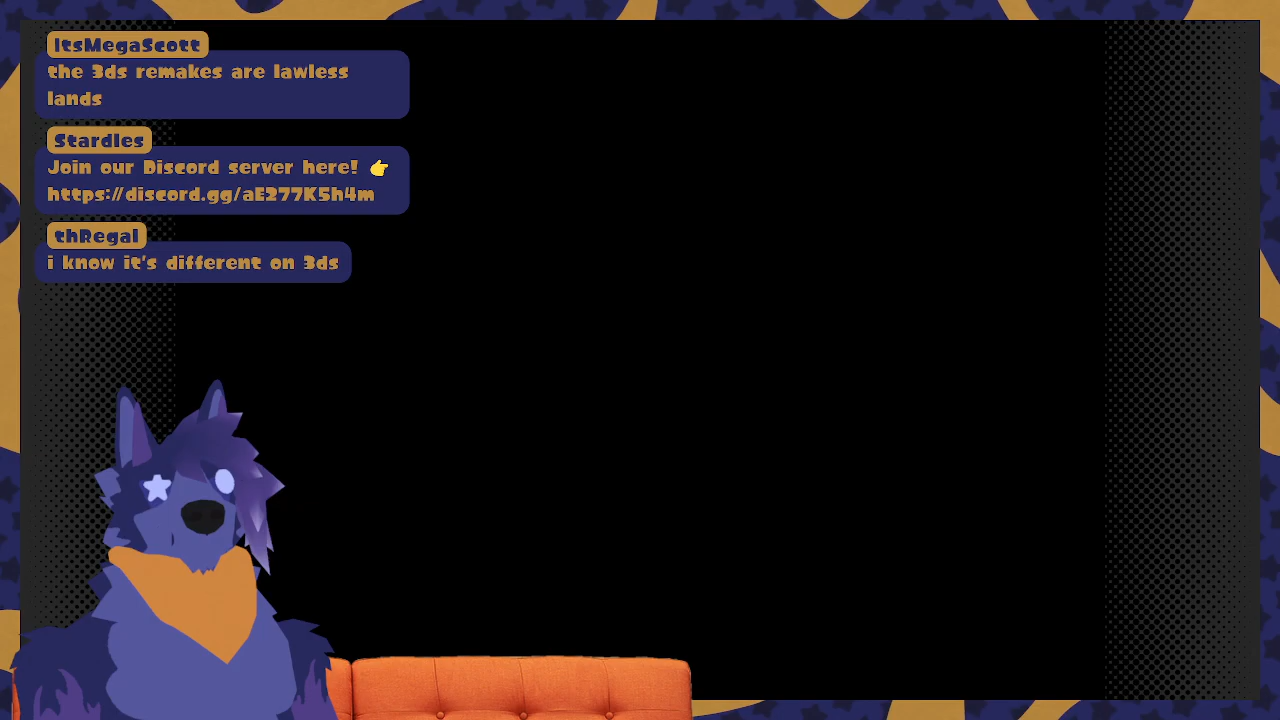 ItsMegaScott
the 3ds remakes are lawless
lands
Stardles
Join our Discord server here! 👉
https://discord.gg/aE277K5h4m
thRegal
i know it's different on 3ds